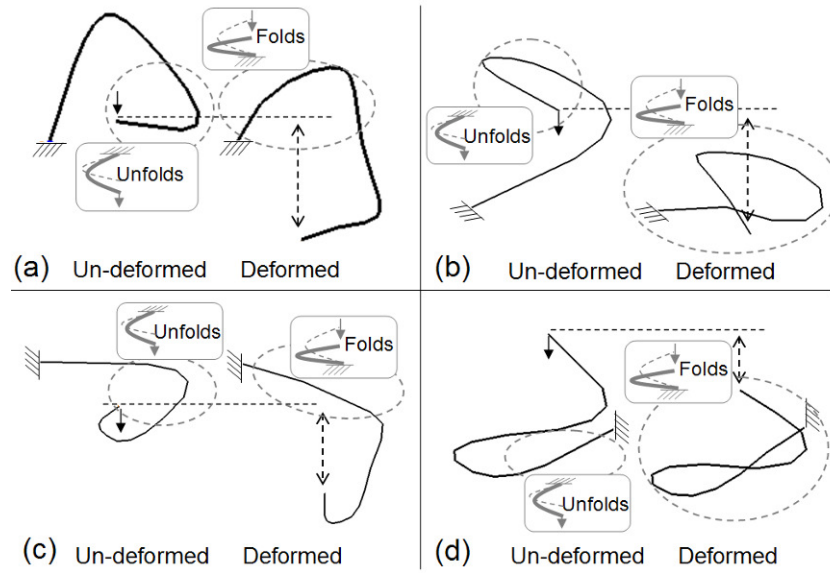 Folds
Unfolds
(a) Un-deformed Deformed
Folds
Unfolds
(b) Un-deformed Deformed
Unfolds
Folds
(c) Un-deformed Deformed
Folds
Unfolds
(d) Un-deformed Deformed